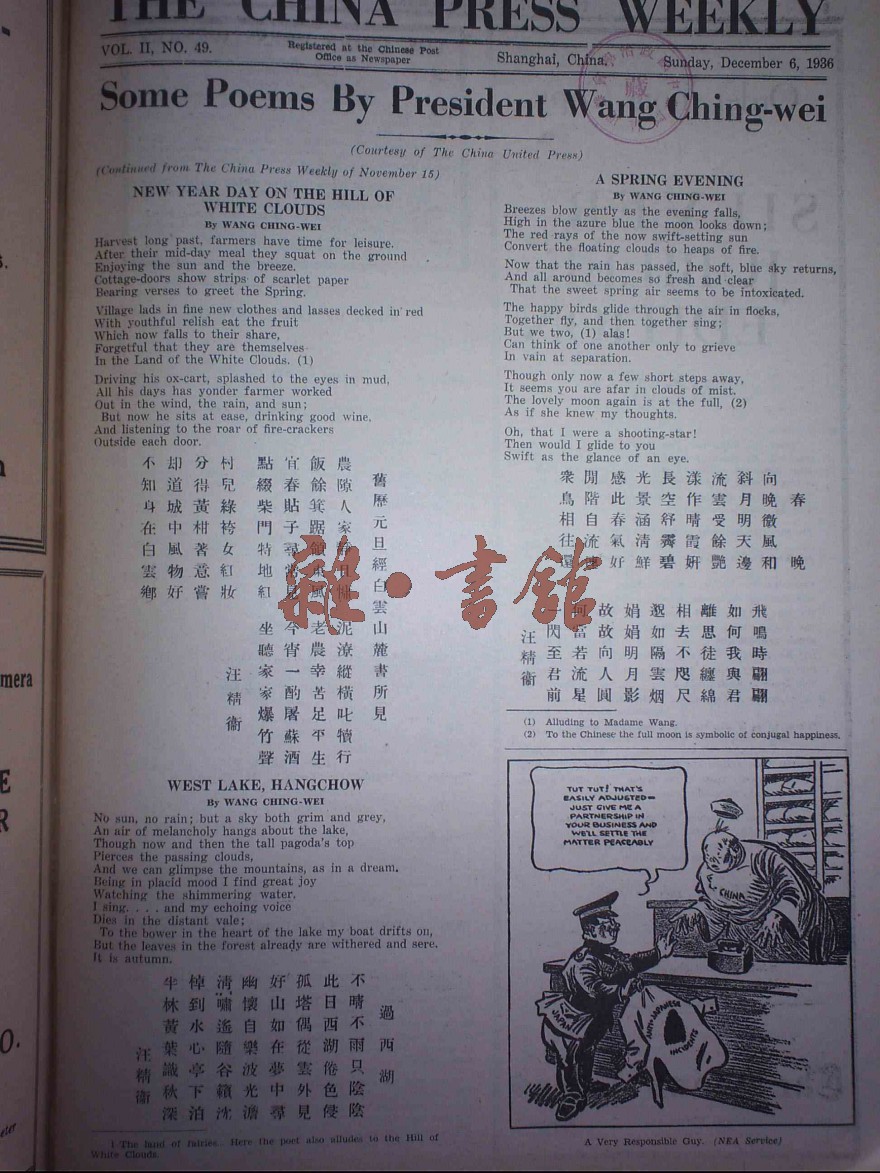 THE CHINA PRESS WEEKLY
VOL. II, NO. 49.
Registered at the Chinese Post
Office as Newspaper
Shanghai, China.
Sunday, December 6, 1936
Some Poems By President Wang Ching-wei
(Courtesy of The China United Press)
(Continued from The China Press Weekly of November 15)
NEW YEAR DAY ON THE HILL OF
WHITE CLOUDS
By WANG CHING-WEI
Harvest long past, farmers have time for leisure.
After their mid-day meal they squat on the ground
Enjoying the sun and the breeze.
Cottage-doors show strips of scarlet paper
Bearing verses to greet the Spring.
Village lads in fine new clothes and lasses decked in red
With youthful relish eat the fruit
Which now falls to their share,
Forgetful that they are themselves
In the Land of the White Clouds. (1)
Driving his ox-cart, splashed to the eyes in mud,
All his days has yonder farmer worked
Out in the wind, the rain, and sun;
But now he sits at ease, drinking good wine,
And listening to the roar of fire-crackers
Outside each door.
舊歷元旦經白雲山麓書所見
農隙人家
飯餘箕踞
宜春貼子尋常見
點綴柴門特地紅
村兒綠袴女紅妝
分得黃柑著意嘗
却道城中風物好
不知身在白雲鄉
泥潦縱橫叱犢行
老農幸苦足平生
今宵一酌屠蘇酒
坐聽家家爆竹聲
汪精衞
WEST LAKE, HANGCHOW
By WANG CHING-WEI
No sun, no rain; but a sky both grim and grey,
An air of melancholy hangs about the lake,
Though now and then the tall pagoda's top
Pierces the passing clouds,
And we can glimpse the mountains, as in a dream.
Being in placid mood I find great joy
Watching the shimmering water,
I sing. . . . and my echoing voice
Dies in the distant vale;
To the bower in the heart of the lake my boat drifts on,
But the leaves in the forest already are withered and sere.
It is autumn.
過西湖
不晴不雨只陰陰
此日西湖倦色侵
孤塔偶從雲外見
好山如在夢中尋
幽懷自樂波光澹
清嘯遙隨谷籟沈
悼到水心亭下泊
半林黃葉識秋深
汪精衞
1 The land of fairies. Here the poet also alludes to the Hill of
White Clouds.
A SPRING EVENING
By WANG CHING-WEI
Breezes blow gently as the evening falls,
High in the azure blue the moon looks down;
The red rays of the now swift-setting sun
Convert the floating clouds to heaps of fire.
Now that the rain has passed, the soft, blue sky returns,
And all around becomes so fresh and clear
That the sweet spring air seems to be intoxicated.
The happy birds glide through the air in flocks,
Together fly, and then together sing;
But we two, (1) alas!
Can think of one another only to grieve
In vain at separation.
Though only now a few short steps away,
It seems you are afar in clouds of mist.
The lovely moon again is at the full, (2)
As if she knew my thoughts.
Oh, that I were a shooting-star!
Then would I glide to you
Swift as the glance of an eye.
春晚
向晚微風和
斜月明天邊
流雲受餘艷
漾作晴霞妍
長空紓霽碧
光景涵清鮮
感此春氣好
閒階自流連
衆鳥相往還
飛鳴時翩翩
如何我與君
離思徒纏綿
相去不咫尺
邈如隔雲烟
娟娟明月影
故故向人圓
何當若流星
一閃至君前
汪精衞
(1) Alluding to Madame Wang.
(2) To the Chinese the full moon is symbolic of conjugal happiness.
TUT TUT! THAT'S
EASILY ADJUSTED—
JUST GIVE ME A
PARTNERSHIP IN
YOUR BUSINESS AND
WE'LL SETTLE THE
MATTER PEACEABLY
CHINA
JAPAN
ANTI-JAPANESE
INCIDENTS
A Very Responsible Guy. (NEA Service)
雜·書館
mera